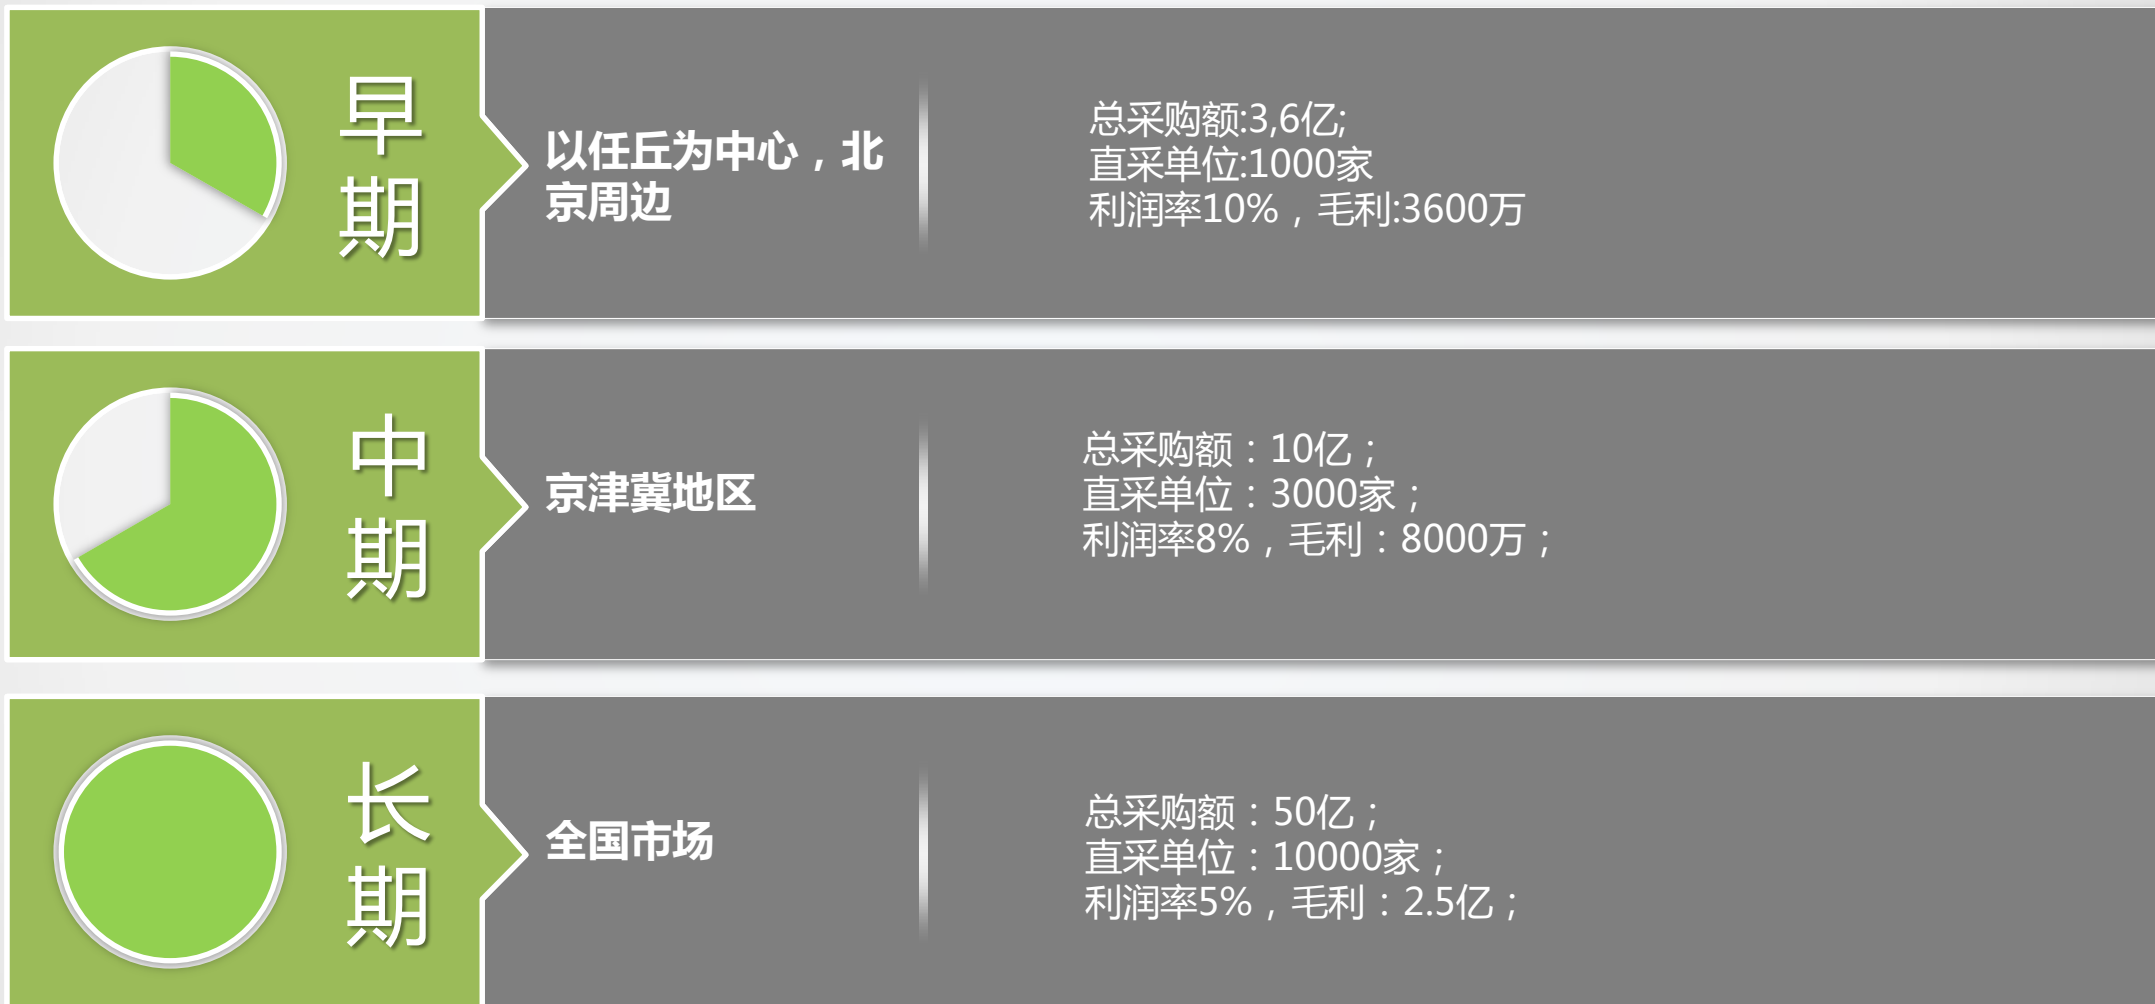 早期
以任丘为中心，北
京周边
总采购额:3,6亿;
直采单位:1000家
利润率10%，毛利:3600万
中期
京津冀地区
总采购额：10亿；
直采单位：3000家；
利润率8%，毛利：8000万；
长期
全国市场
总采购额：50亿；
直采单位：10000家；
利润率5%，毛利：2.5亿；